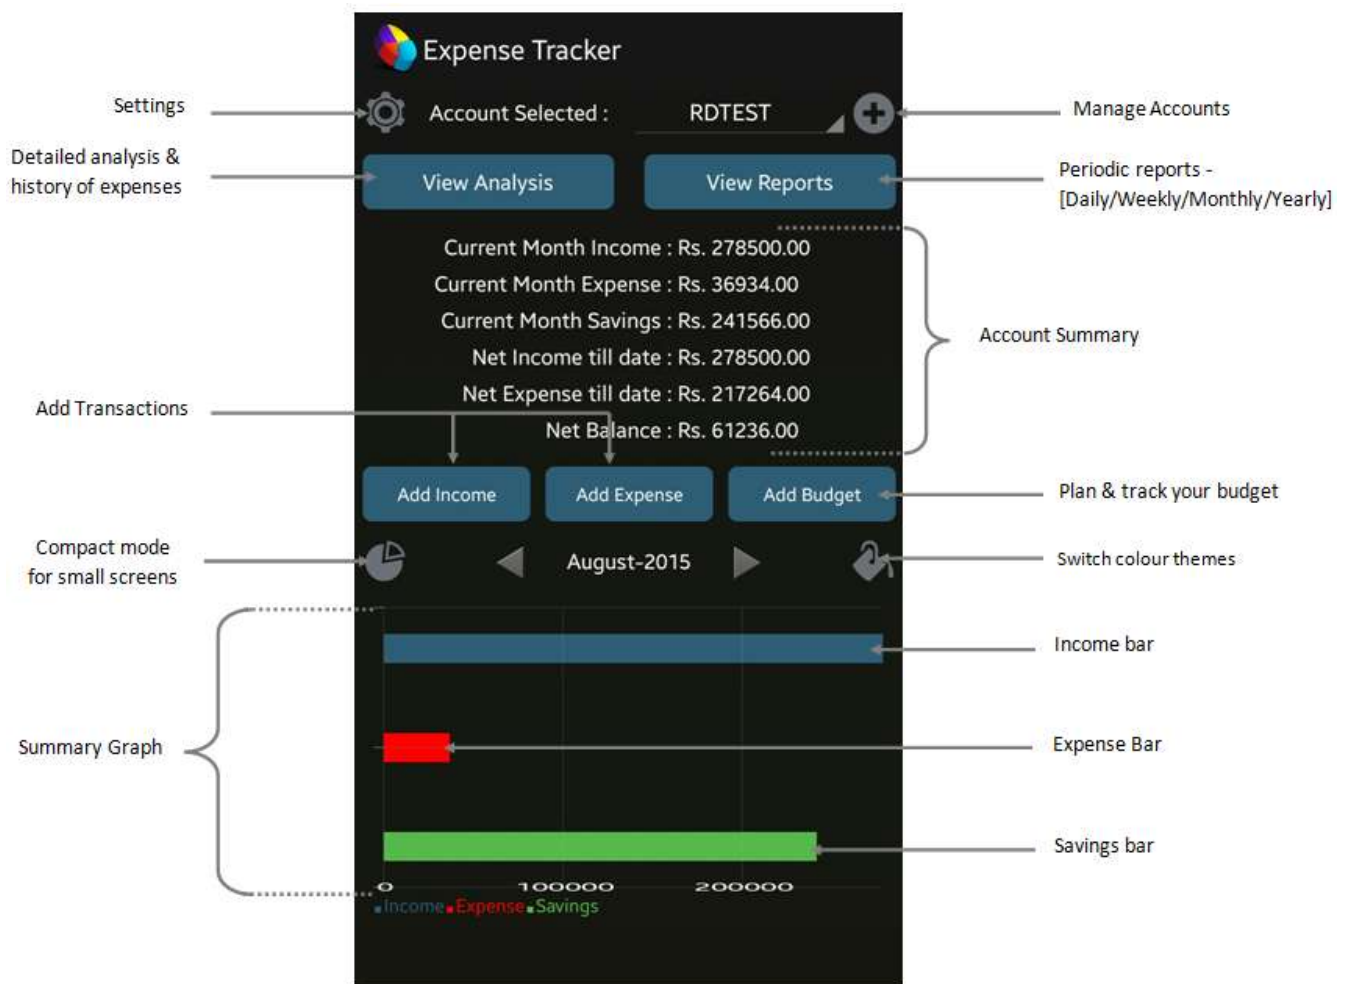 Expense Tracker
Settings
Account Selected :
RDTEST
Manage Accounts
Detailed analysis &
history of expenses
View Analysis
View Reports
Periodic reports -
[Daily/Weekly/Monthly/Yearly]
Current Month Income : Rs. 278500.00
Current Month Expense : Rs. 36934.00
Current Month Savings : Rs. 241566.00
Net Income till date : Rs. 278500.00
Net Expense till date : Rs. 217264.00
Net Balance : Rs. 61236.00
Account Summary
Add Transactions
Add Income
Add Expense
Add Budget
Plan & track your budget
Compact mode
for small screens
August-2015
Switch colour themes
Income bar
Summary Graph
Expense Bar
Savings bar
0 100000 200000
Income Expense Savings